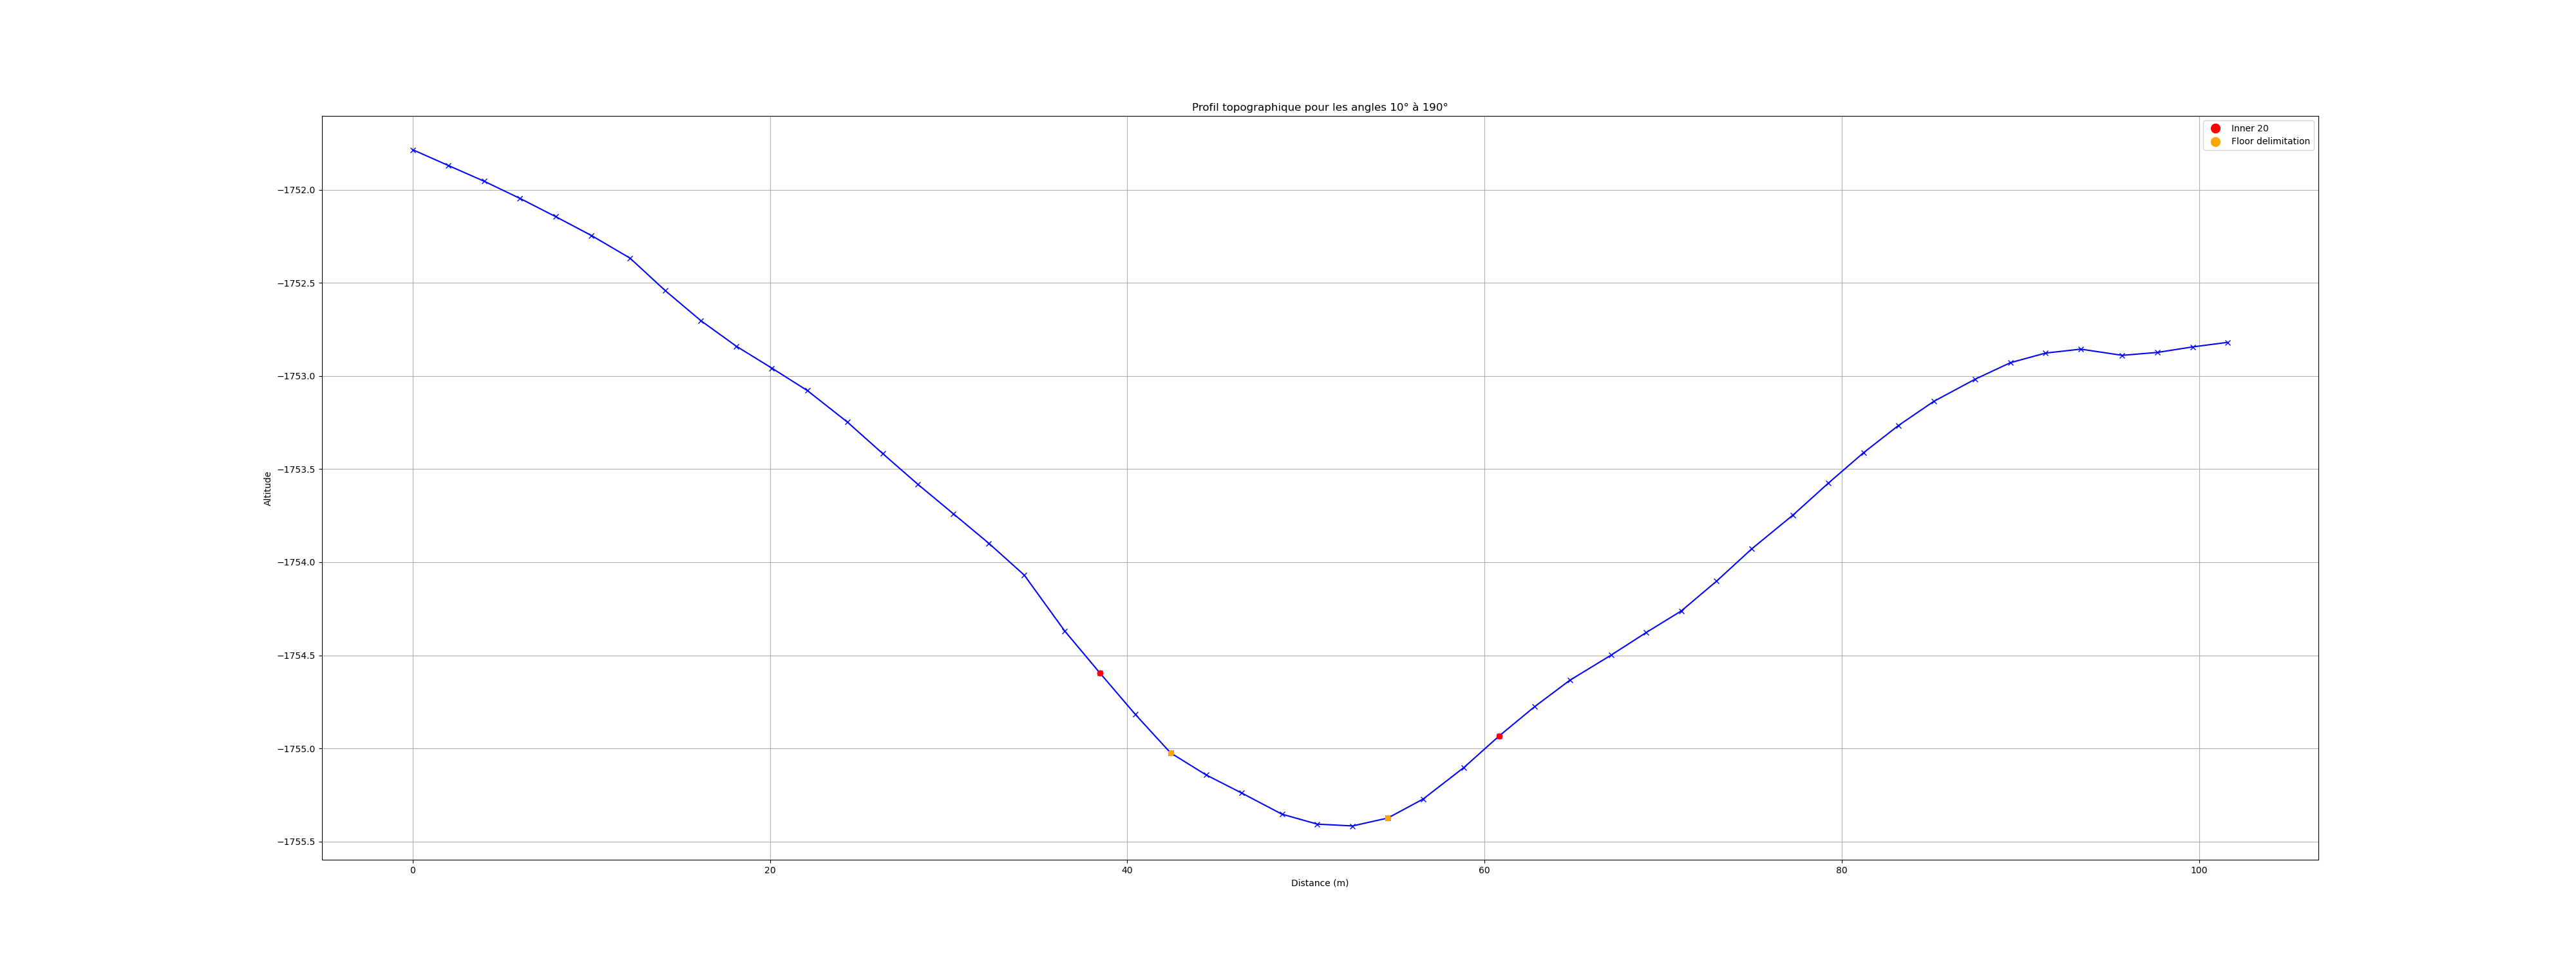 Profil topographique pour les angles 10° à 190°
Inner 20
Floor delimitation
−1752.0
−1752.5
−1753.0
−1753.5
−1754.0
−1754.5
−1755.0
−1755.5
Altitude
0 20 40 60 80 100
Distance (m)